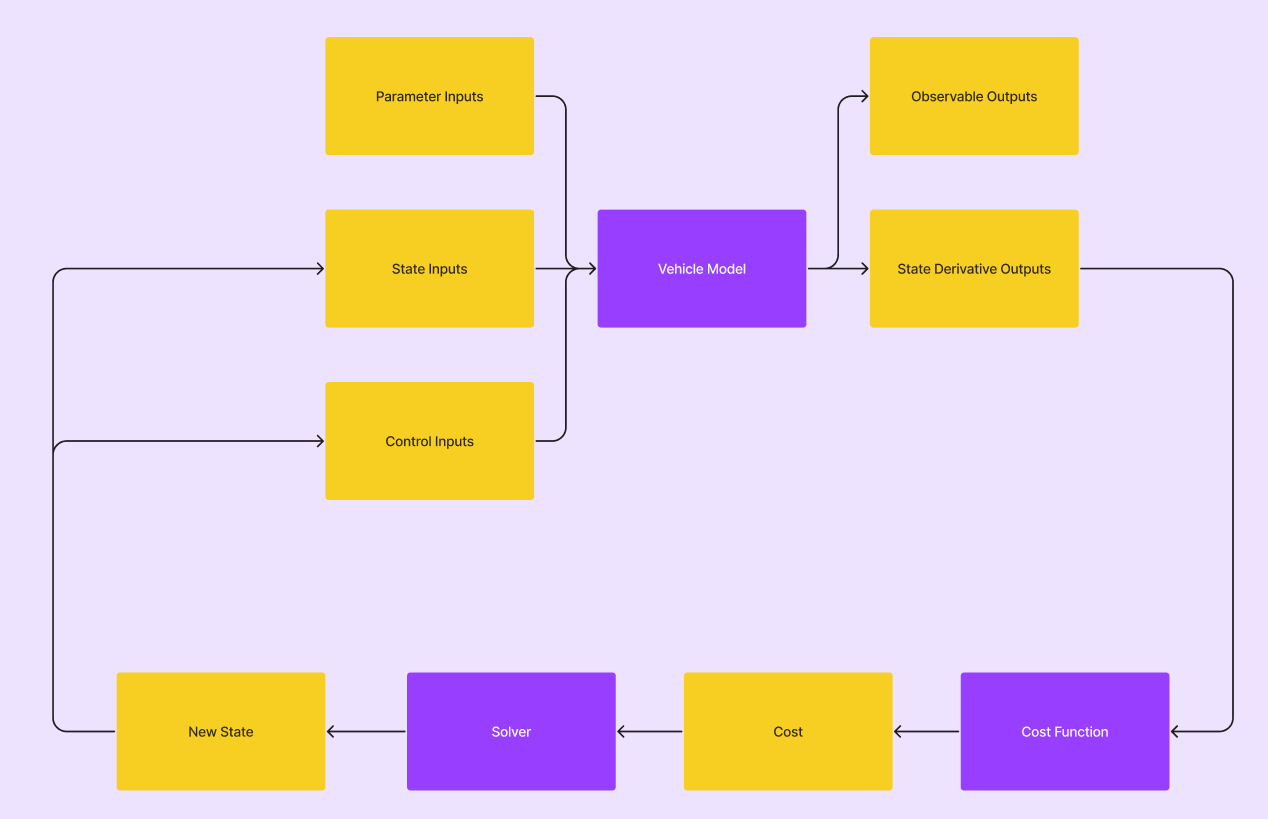 Parameter Inputs
Observable Outputs
State Inputs
Vehicle Model
State Derivative Outputs
Control Inputs
New State
Solver
Cost
Cost Function